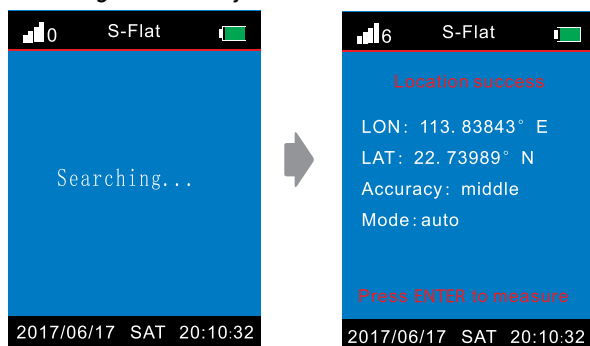 0 S-Flat
Searching...
2017/06/17 SAT 20:10:32
6 S-Flat
Location success
LON: 113.83843° E
LAT: 22.73989° N
Accuracy: middle
Mode:auto
Press ENTER to measure
2017/06/17 SAT 20:10:32